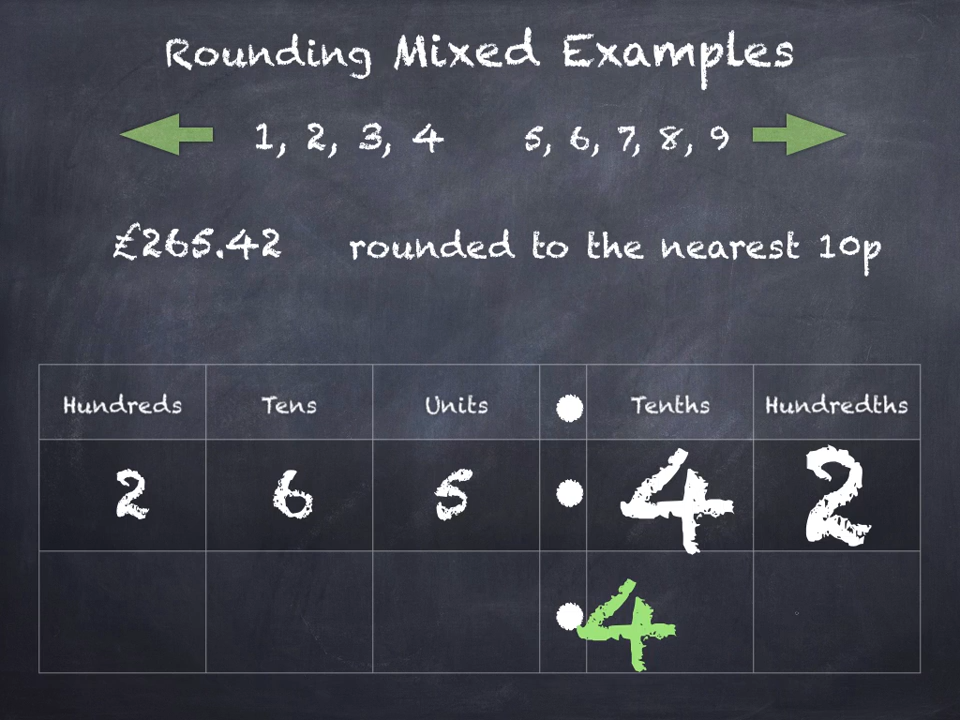 Rounding Mixed Examples
1, 2, 3, 4 5, 6, 7, 8, 9
£265.42 rounded to the nearest 10p
Hundreds Tens Units • Tenths Hundredths
2 6 5 • 4 2
• 4